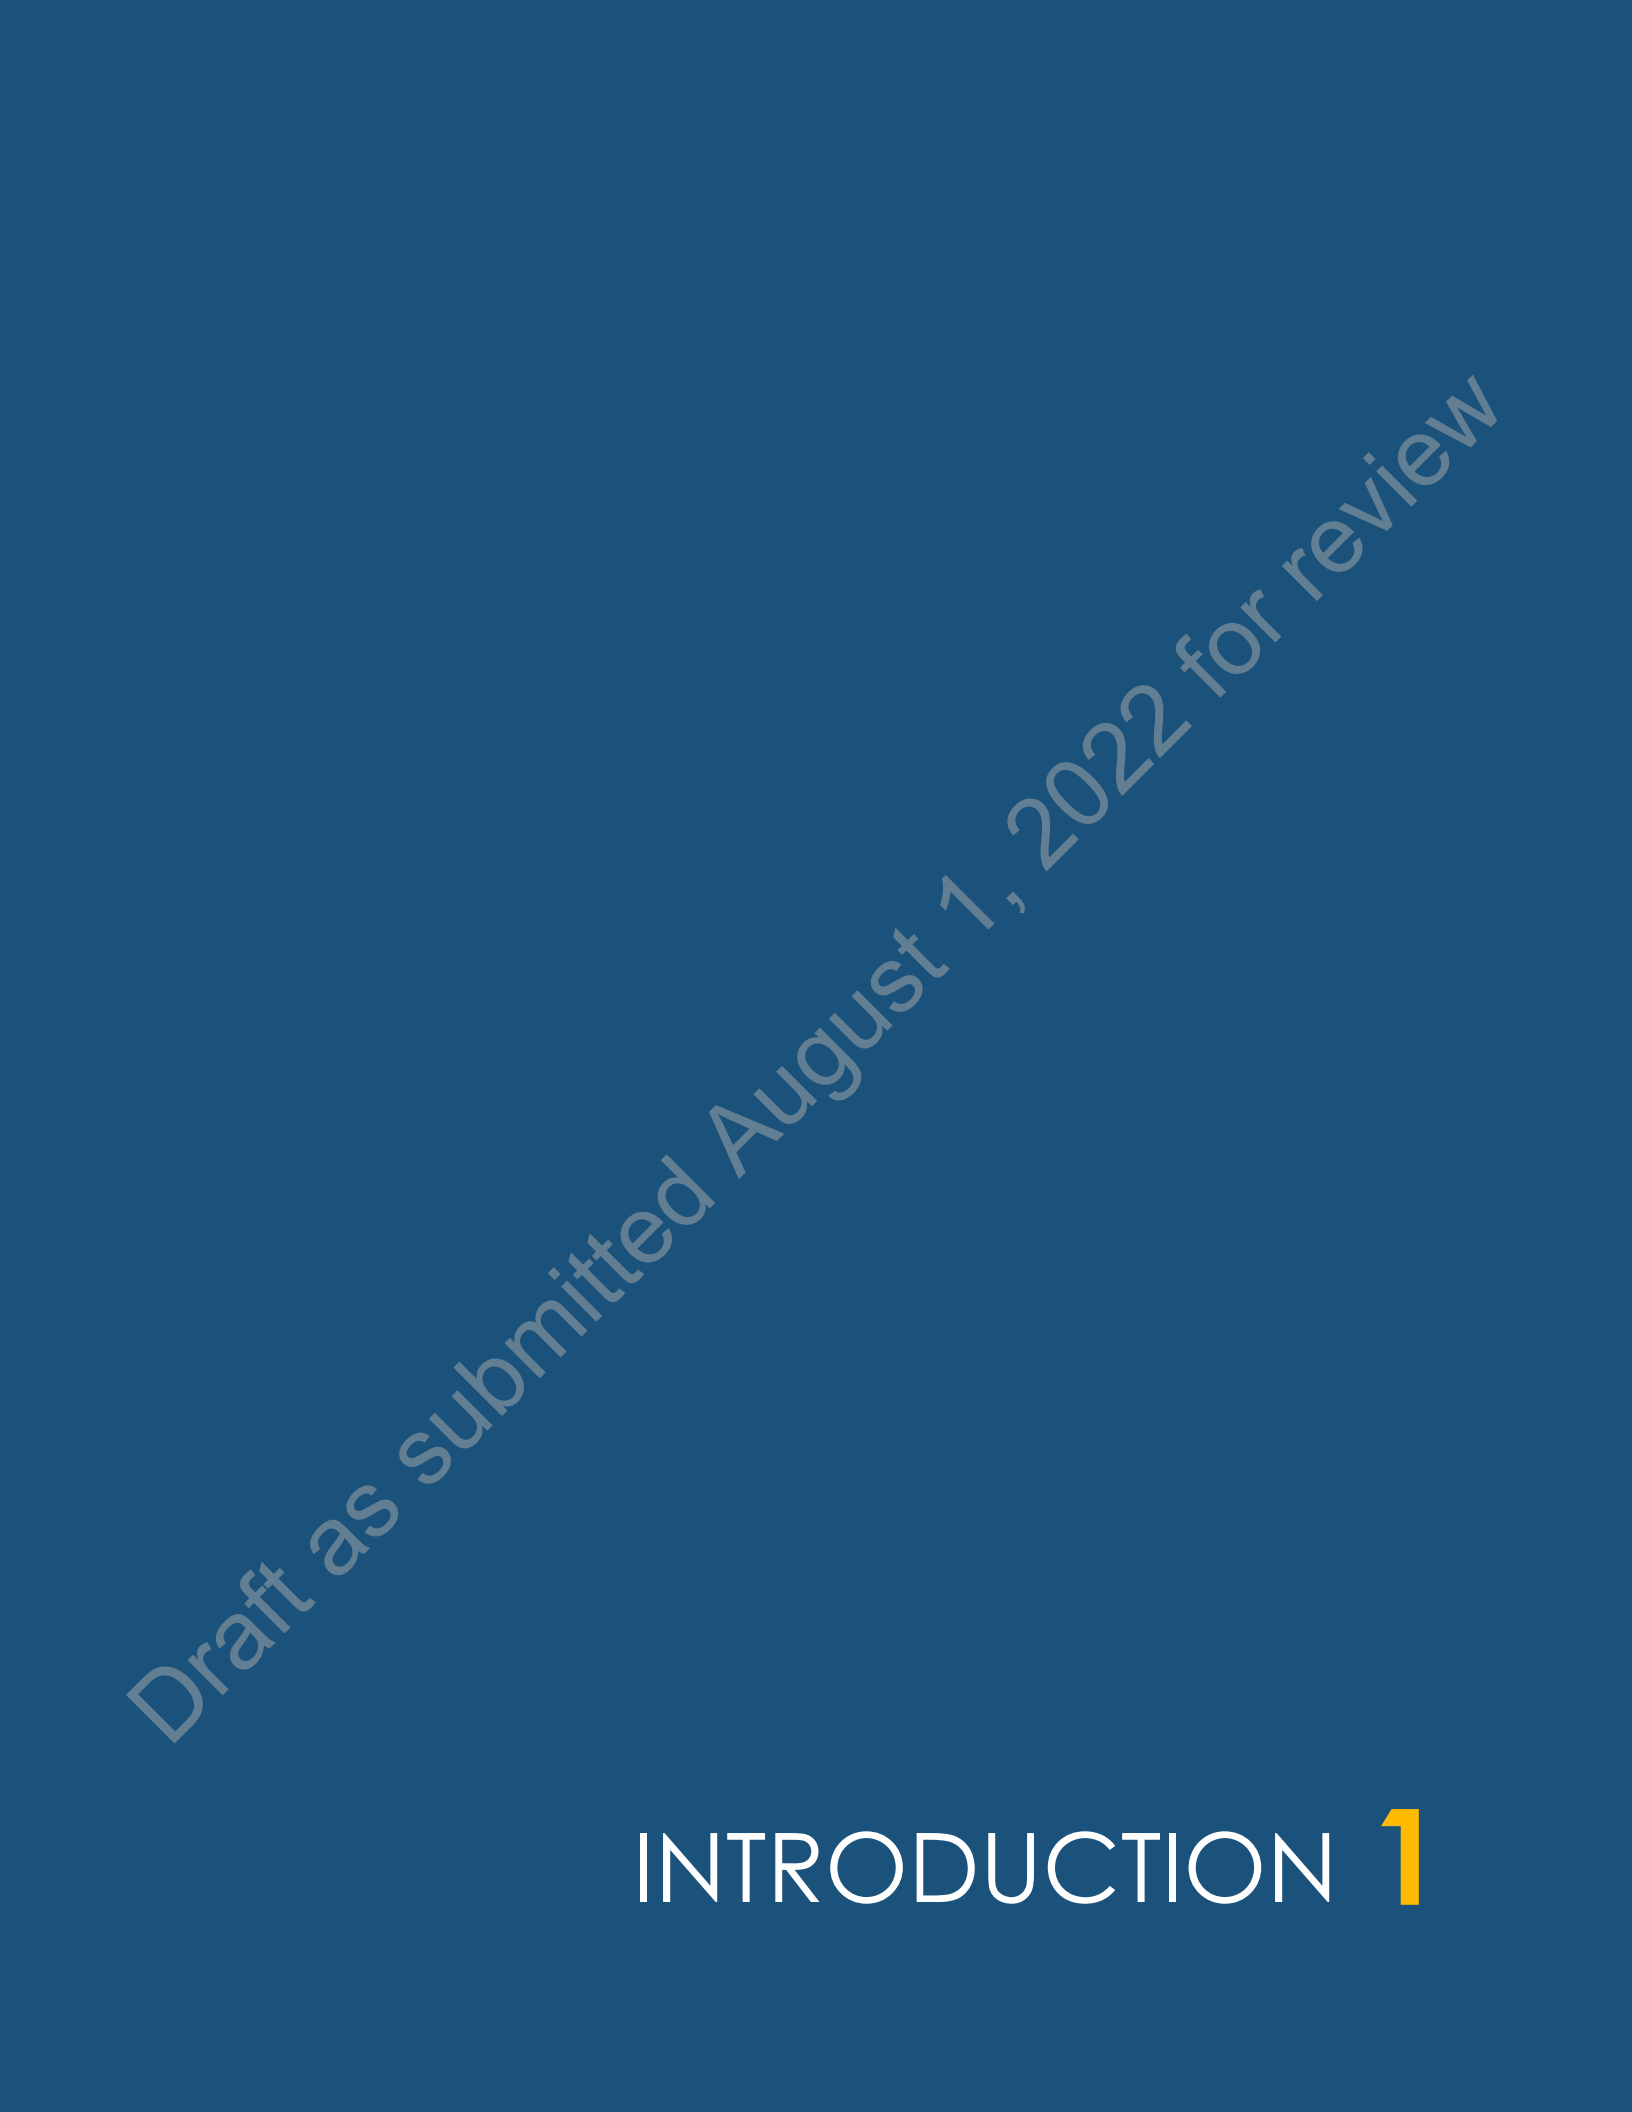 Draft as submitted August 1, 2022 for review
INTRODUCTION 1